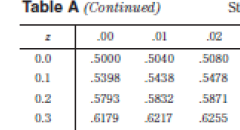 Table A (Continued) St
z .00 .01 .02
0.0 .5000 .5040 .5080
0.1 .5398 .5438 .5478
0.2 .5793 .5832 .5871
0.3 .6179 .6217 .6255